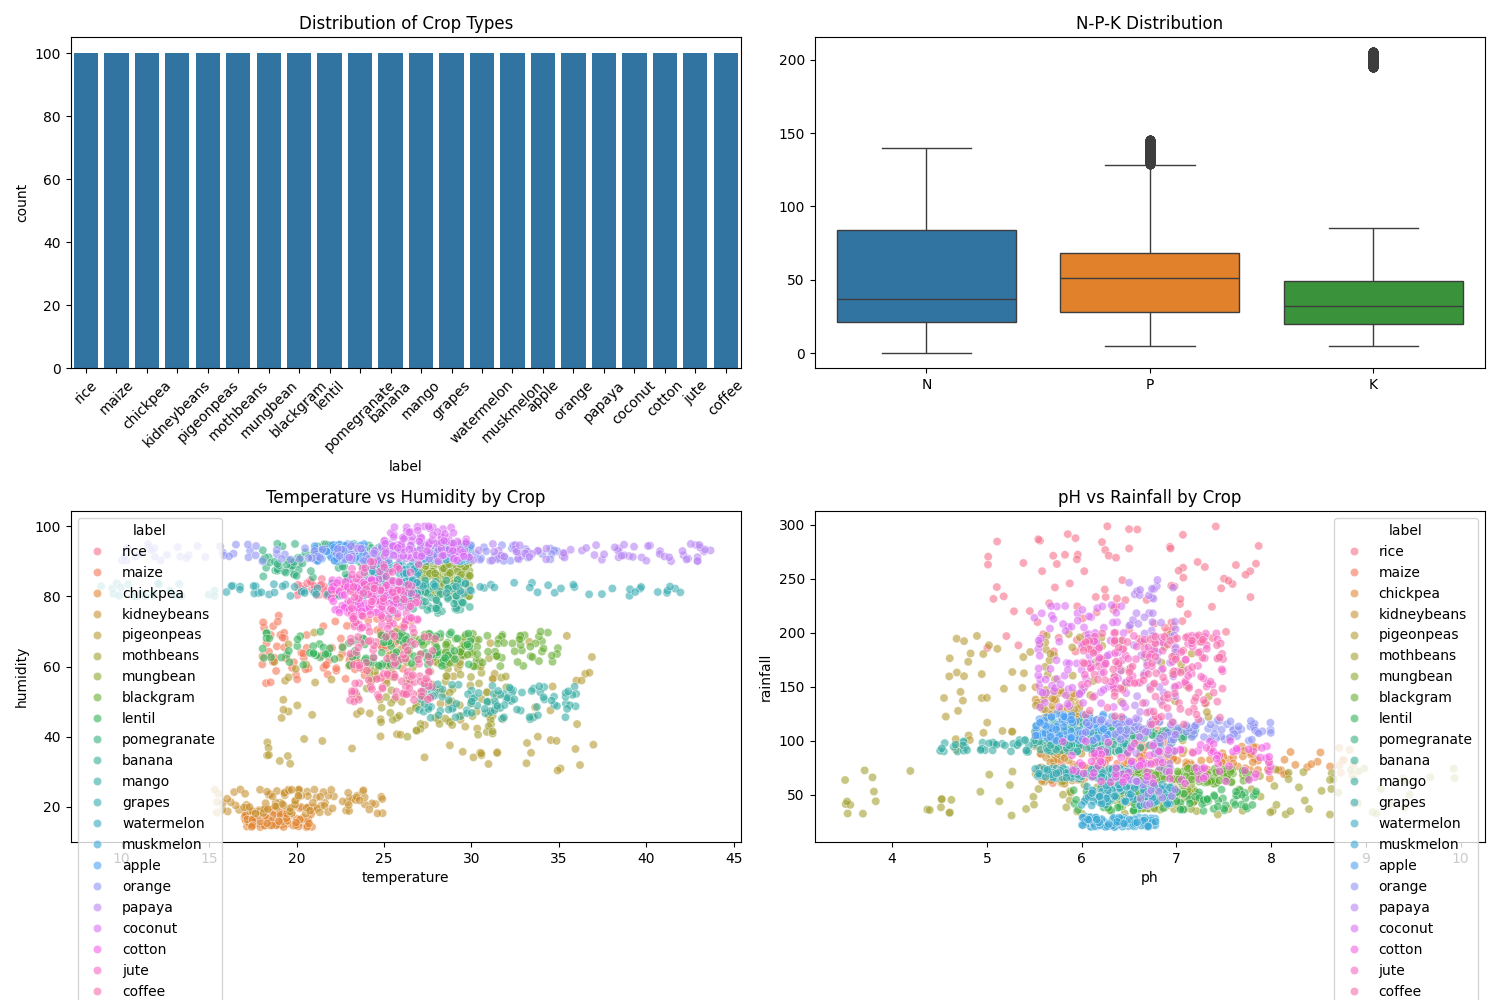 Distribution of Crop Types
N-P-K Distribution
count
100
80
60
40
20
0
rice
maize
chickpea
kidneybeans
pigeonpeas
mothbeans
mungbean
blackgram
lentil
pomegranate
banana
mango
grapes
watermelon
muskmelon
apple
orange
papaya
coconut
cotton
jute
coffee
label
200
150
100
50
0
N P K
Temperature vs Humidity by Crop
humidity
100
80
60
40
20
label
rice
maize
chickpea
kidneybeans
pigeonpeas
mothbeans
mungbean
blackgram
lentil
pomegranate
banana
mango
grapes
watermelon
muskmelon
apple
orange
papaya
coconut
cotton
jute
coffee
10 15 20 25 30 35 40 45
temperature
pH vs Rainfall by Crop
rainfall
300
250
200
150
100
50
label
rice
maize
chickpea
kidneybeans
pigeonpeas
mothbeans
mungbean
blackgram
lentil
pomegranate
banana
mango
grapes
watermelon
muskmelon
apple
orange
papaya
coconut
cotton
jute
coffee
4 5 6 7 8 9 10
ph